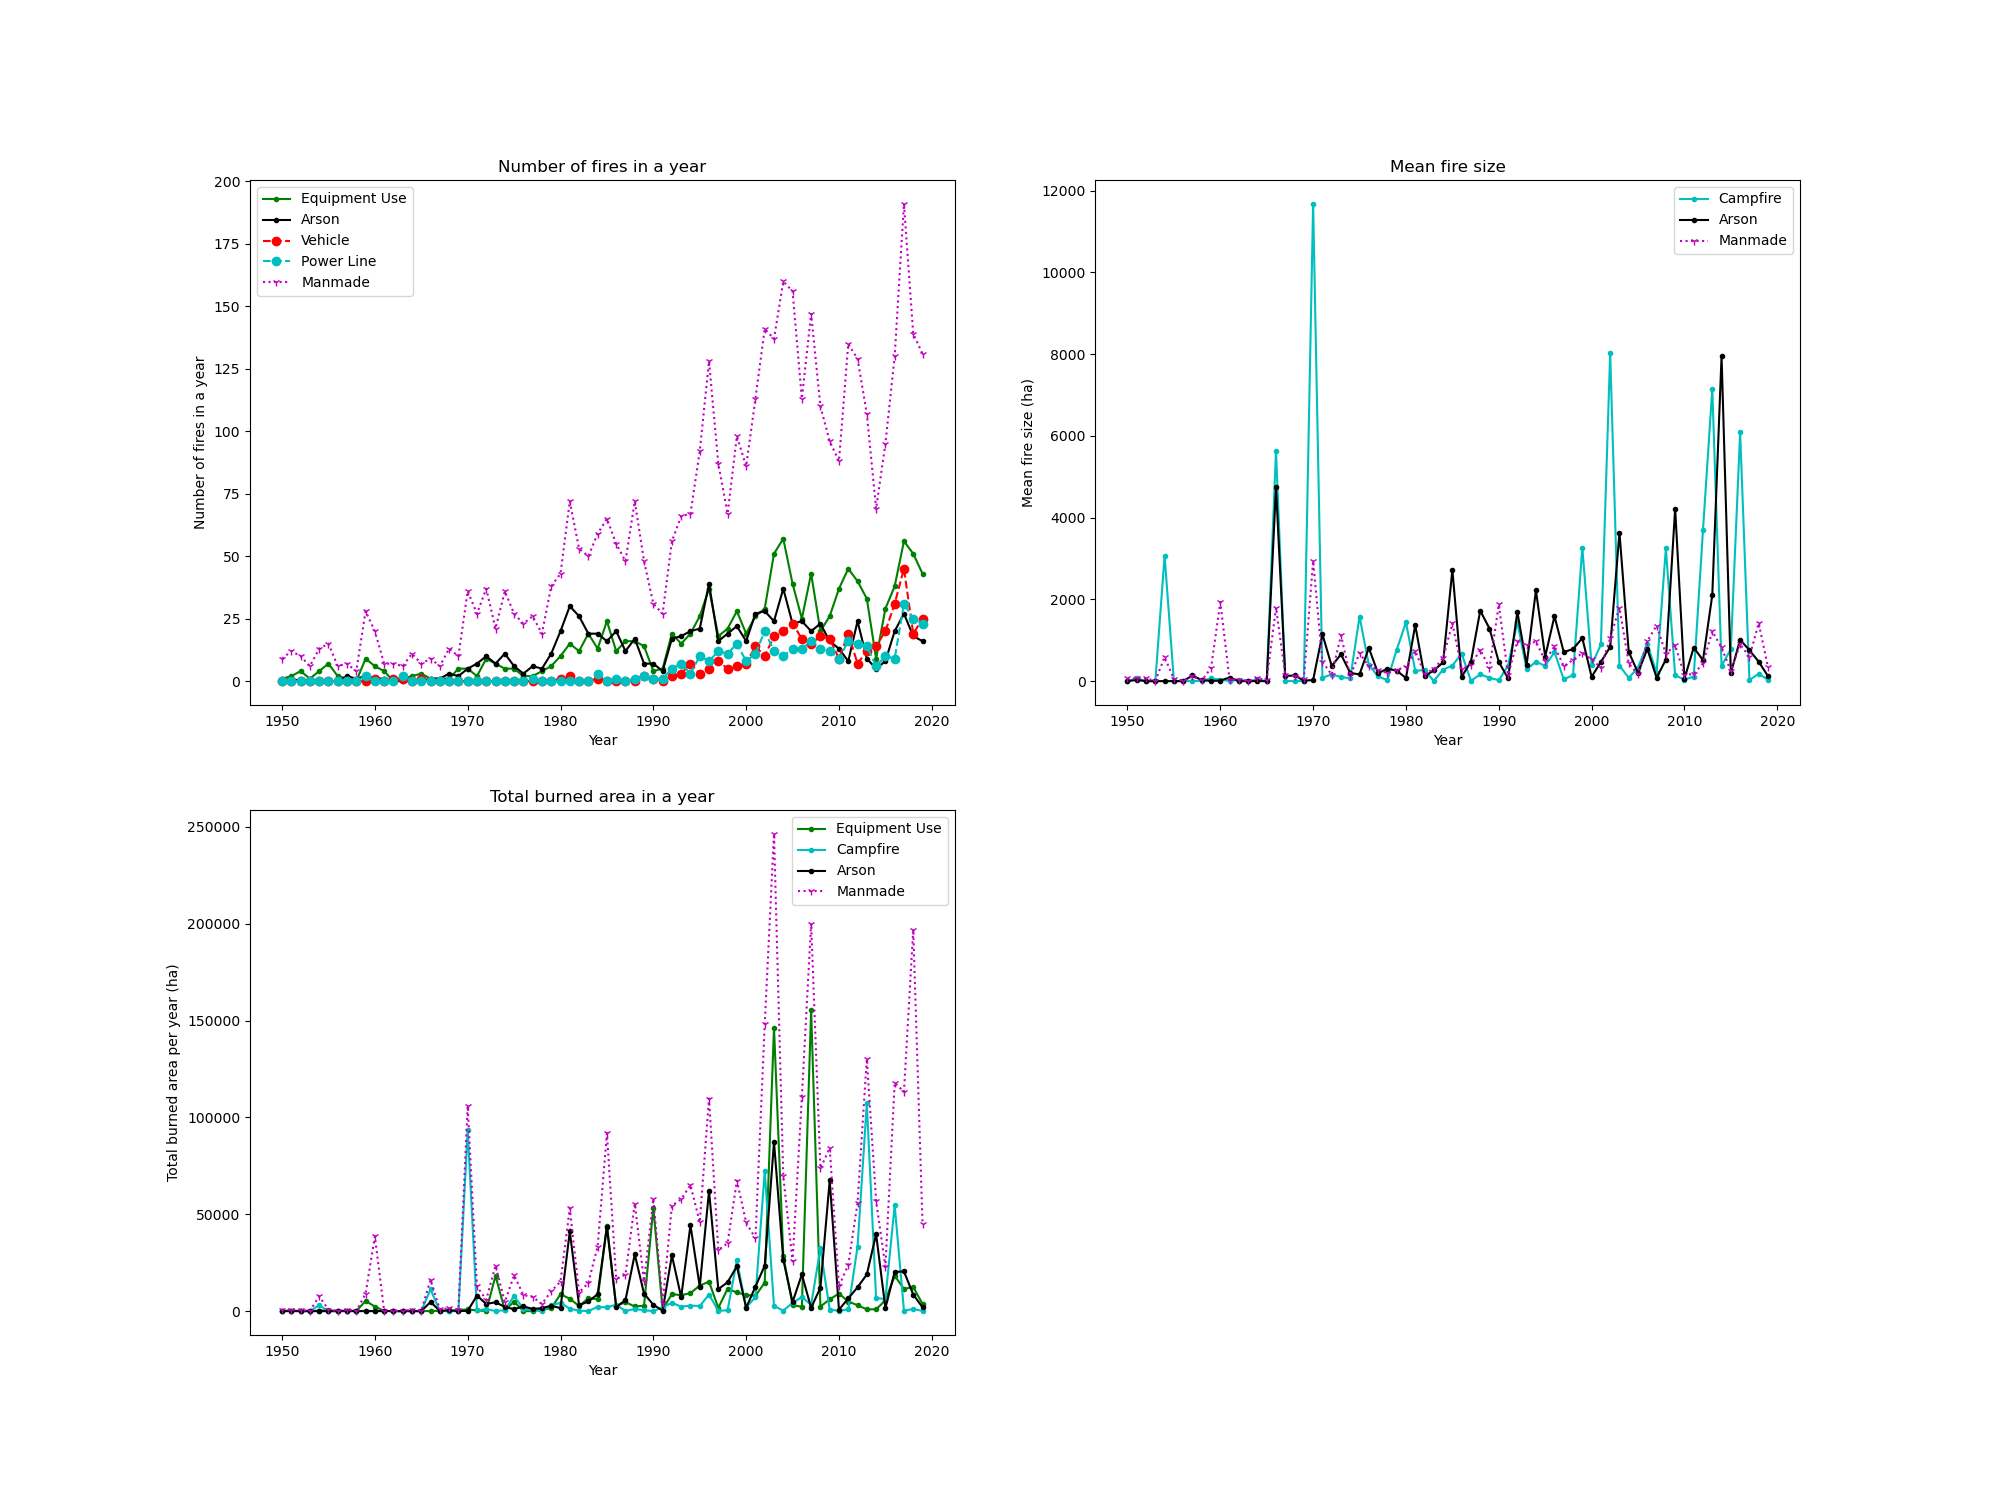 Number of fires in a year
200
175
150
125
100
75
50
25
0
Number of fires in a year
Equipment Use
Arson
Vehicle
Power Line
Manmade
1950 1960 1970 1980 1990 2000 2010 2020
Year
Mean fire size
12000
10000
8000
6000
4000
2000
0
Mean fire size (ha)
Campfire
Arson
Manmade
1950 1960 1970 1980 1990 2000 2010 2020
Year
Total burned area in a year
250000
200000
150000
100000
50000
0
Total burned area per year (ha)
Equipment Use
Campfire
Arson
Manmade
1950 1960 1970 1980 1990 2000 2010 2020
Year